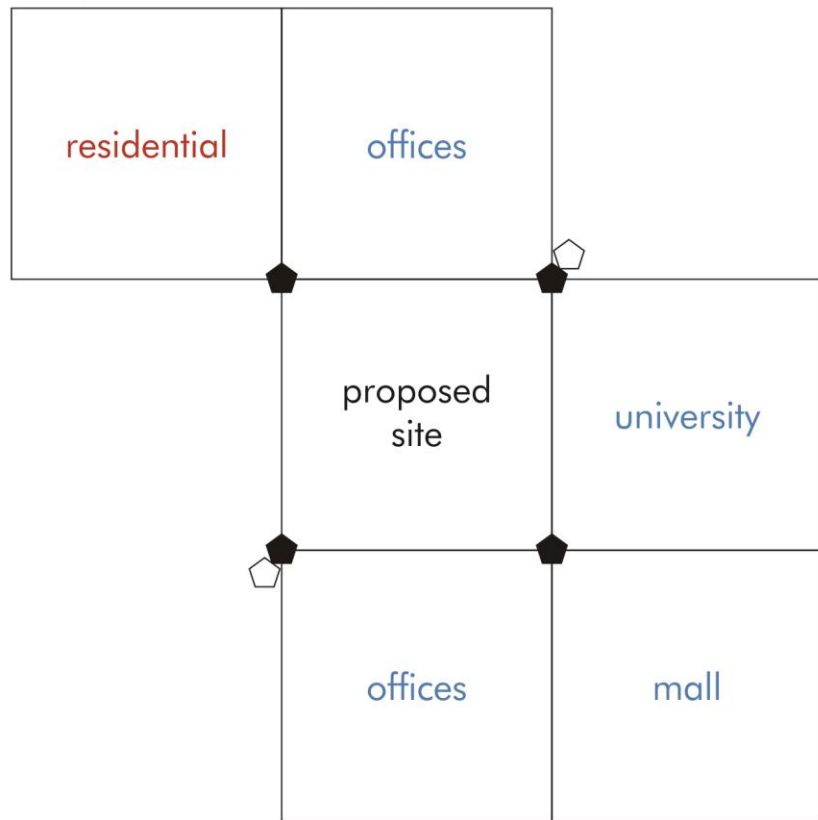 residential
offices
proposed
site
university
offices
mall